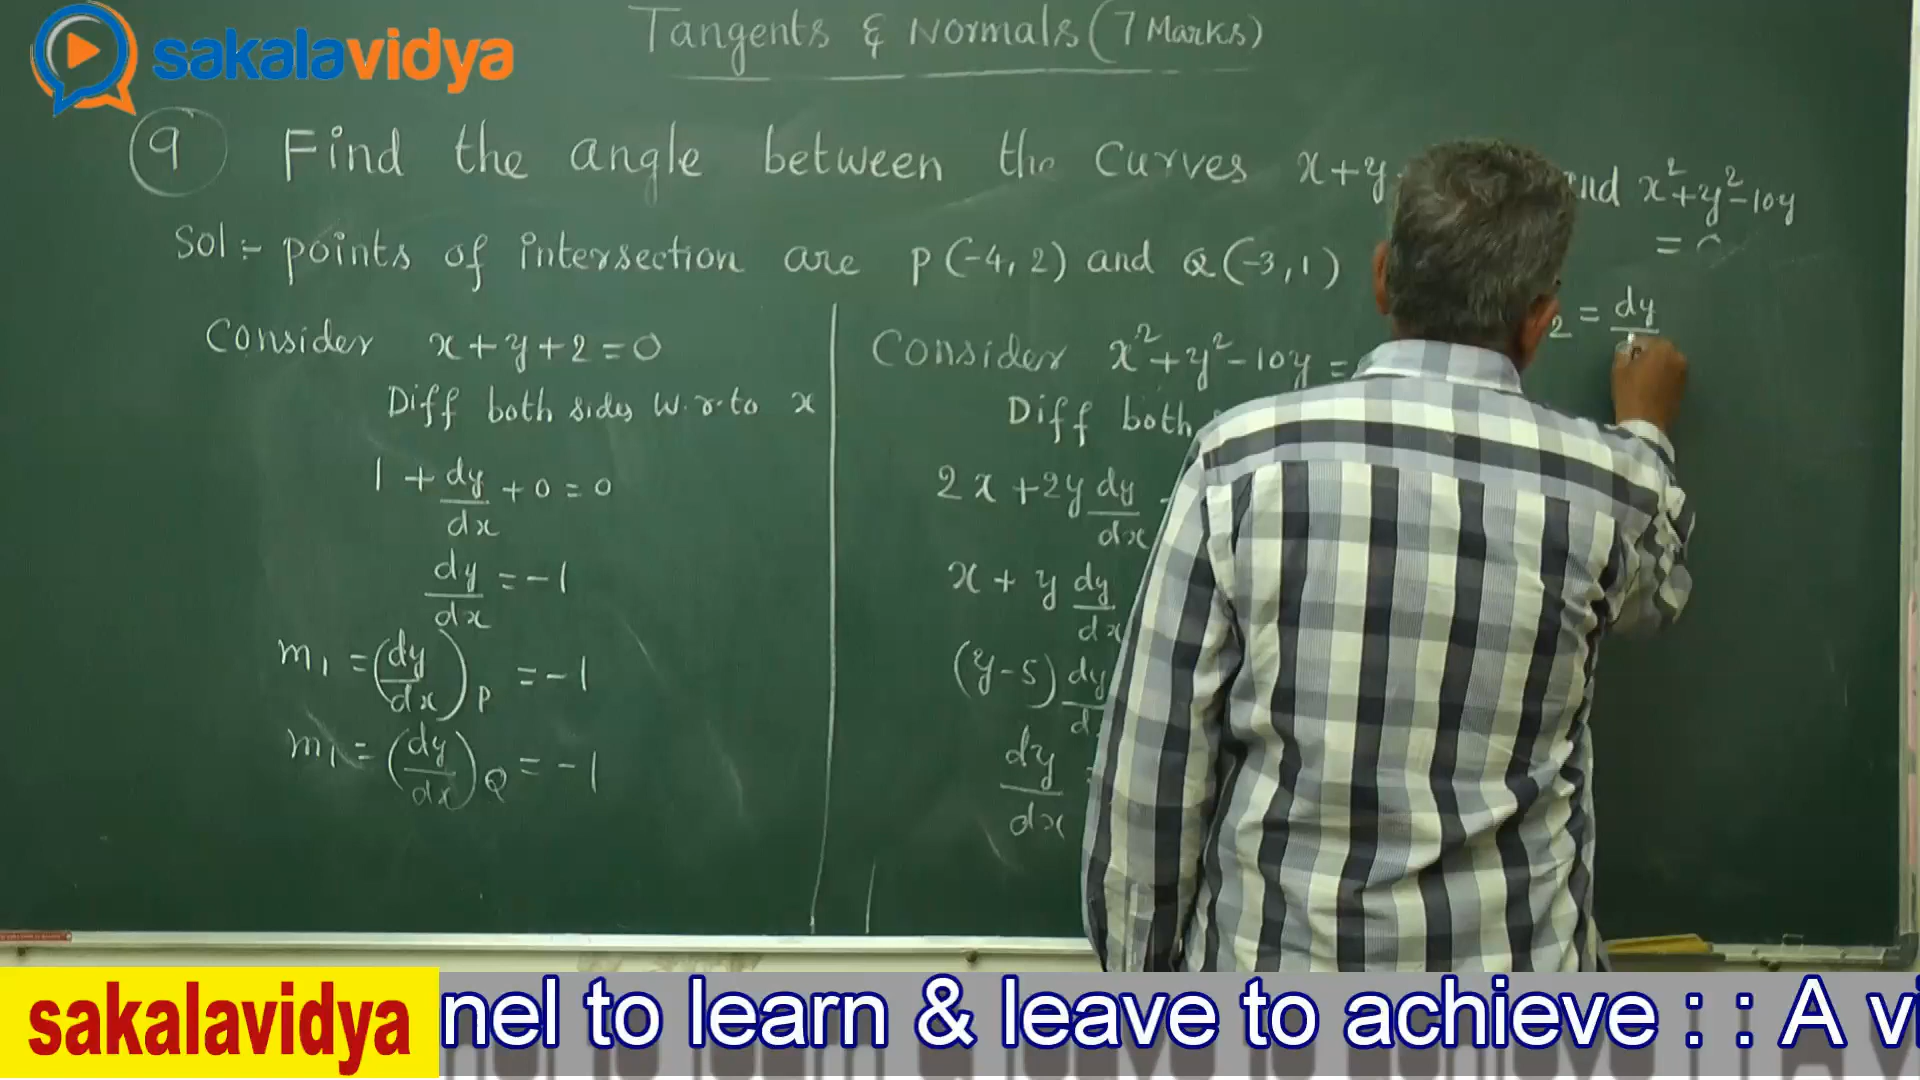 sakalavidya
Tangents & Normals (7 Marks)
9 Find the angle between the curves x+y and x²+y²-10y
= 0
Sol :- points of intersection are P(-4, 2) and Q(-3, 1)
Consider x+y+2=0
Diff both sides w.r.to x
1 + dy/dx + 0 = 0
dy/dx = -1
m₁ = (dy/dx)P = -1
m₁ = (dy/dx)Q = -1
Consider x²+y²-10y =
Diff both
2x + 2y dy/dx -
x + y dy/dx
(y-5) dy/d
dy/dx =
2 = dy
sakalavidya nel to learn & leave to achieve : : A vi